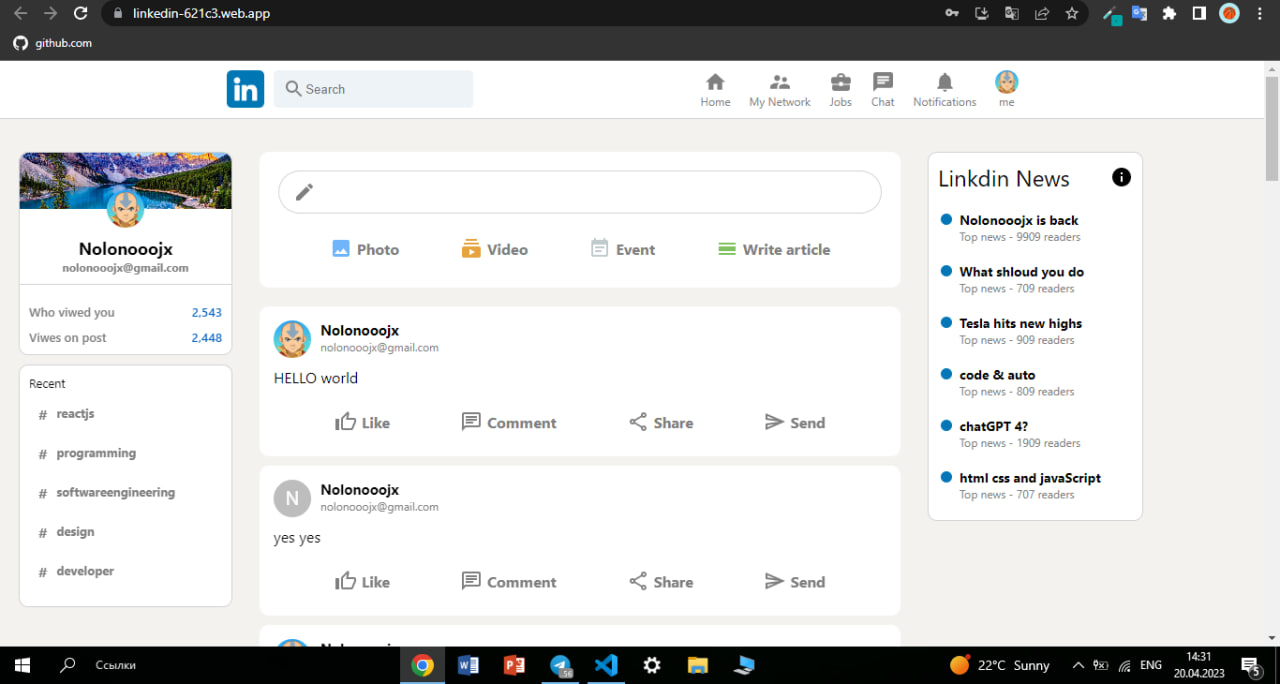 linkedin-621c3.web.app
github.com
in
Search
Home
My Network
Jobs
Chat
Notifications
me
Nolonooojx
nolonooojx@gmail.com
Who viwed you 2,543
Viwes on post 2,448
Recent
# reactjs
# programming
# softwareengineering
# design
# developer
Photo
Video
Event
Write article
Nolonooojx
nolonooojx@gmail.com
HELLO world
Like
Comment
Share
Send
N
Nolonooojx
nolonooojx@gmail.com
yes yes
Like
Comment
Share
Send
Linkdin News
Nolonooojx is back
Top news - 9909 readers
What shloud you do
Top news - 709 readers
Tesla hits new highs
Top news - 909 readers
code & auto
Top news - 809 readers
chatGPT 4?
Top news - 1909 readers
html css and javaScript
Top news - 707 readers
Ссылки
22°C Sunny
ENG
14:31
20.04.2023
5